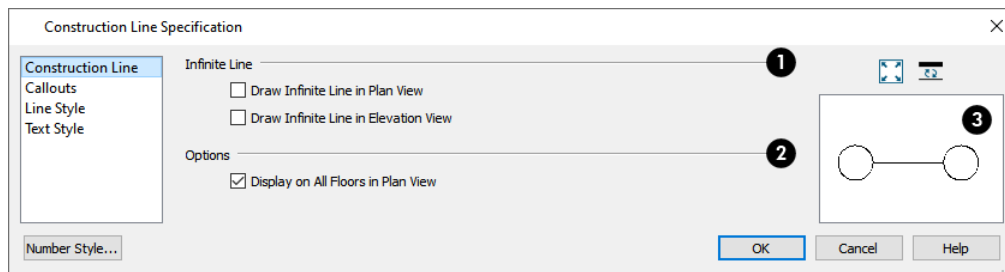 Construction Line Specification
Construction Line
Callouts
Line Style
Text Style
Infinite Line
1
Draw Infinite Line in Plan View
Draw Infinite Line in Elevation View
Options
2
Display on All Floors in Plan View
3
Number Style...
OK
Cancel
Help